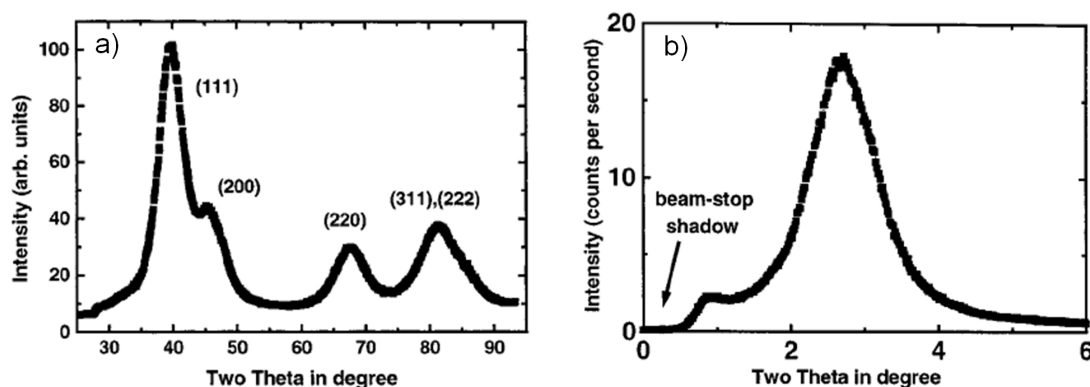 a)
Intensity (arb. units)
100
80
60
40
20
0
(111)
(200)
(220)
(311),(222)
30 40 50 60 70 80 90
Two Theta in degree
b)
Intensity (counts per second)
20
10
0
beam-stop
shadow
0 2 4 6
Two Theta in degree